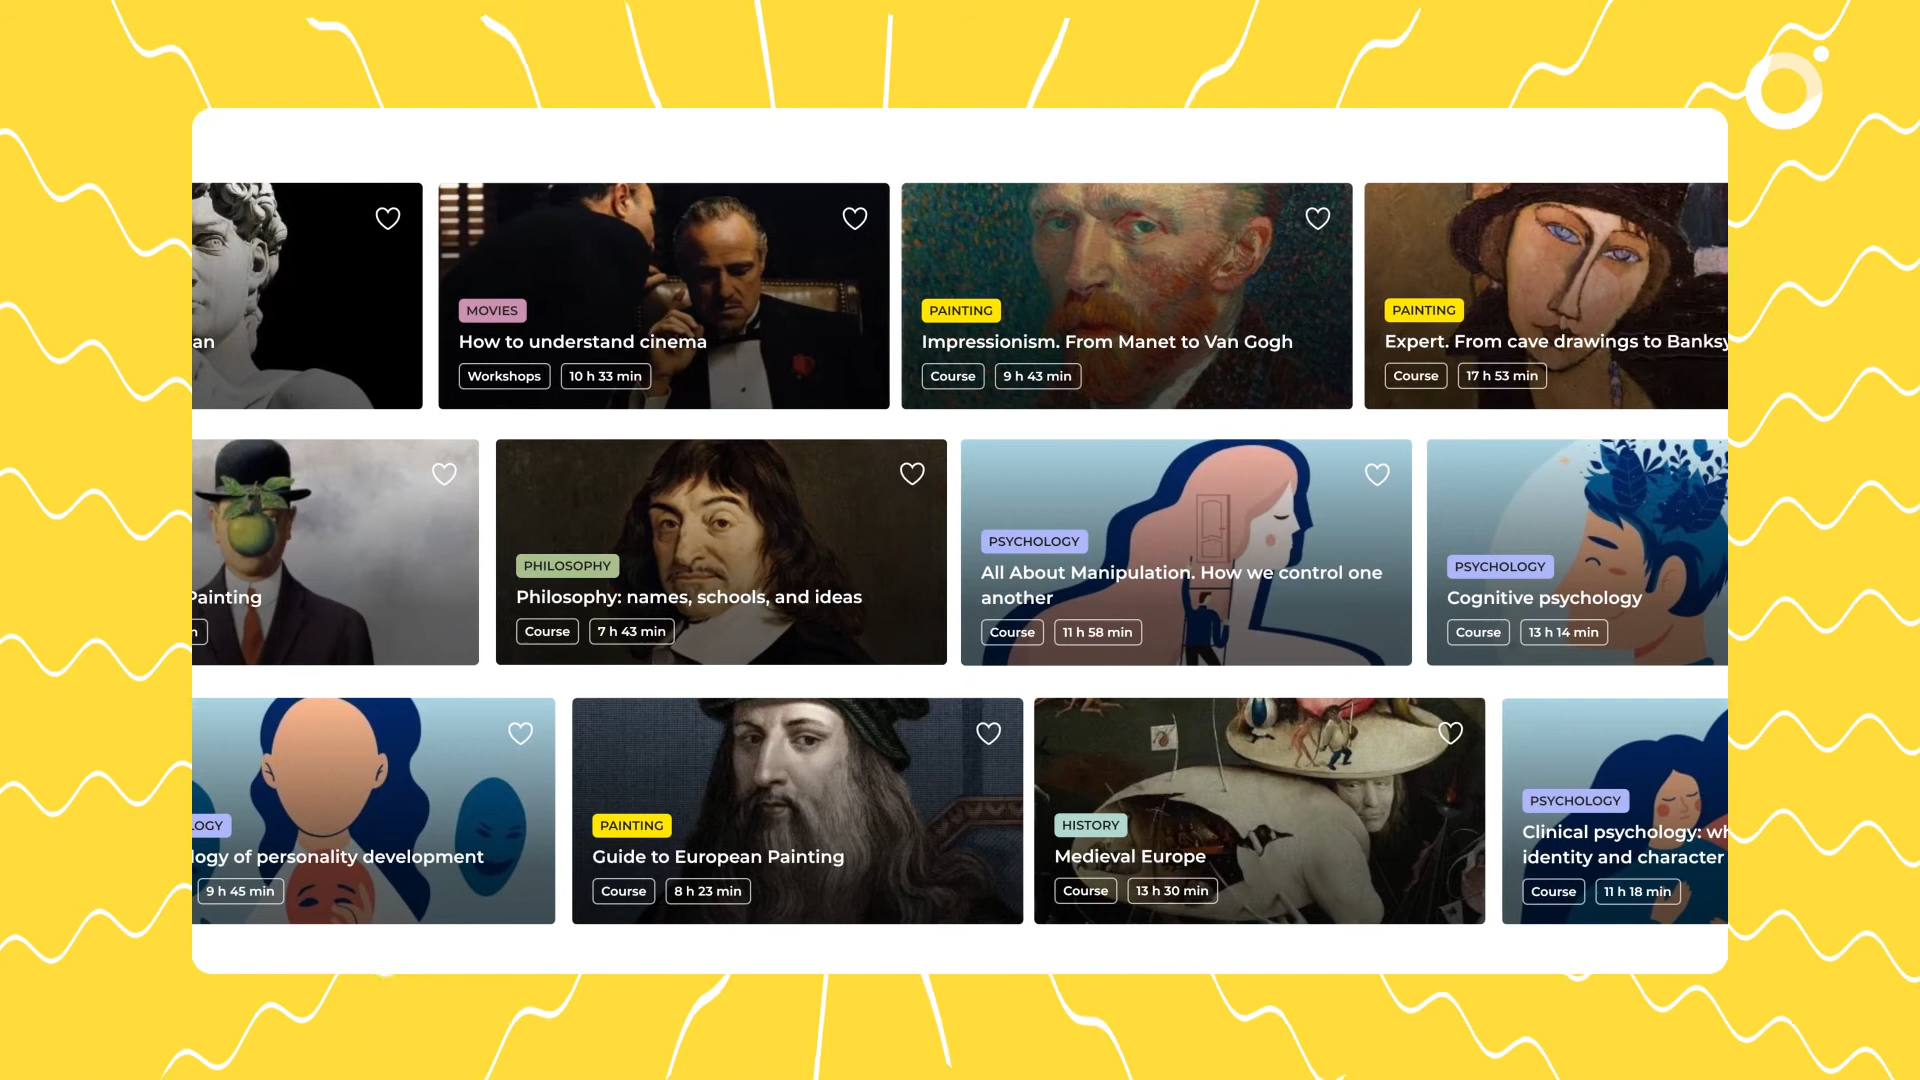 an
MOVIES
How to understand cinema
Workshops 10 h 33 min
PAINTING
Impressionism. From Manet to Van Gogh
Course 9 h 43 min
PAINTING
Expert. From cave drawings to Banksy
Course 17 h 53 min
Painting
PHILOSOPHY
Philosophy: names, schools, and ideas
Course 7 h 43 min
PSYCHOLOGY
All About Manipulation. How we control one
another
Course 11 h 58 min
PSYCHOLOGY
Cognitive psychology
Course 13 h 14 min
LOGY
logy of personality development
9 h 45 min
PAINTING
Guide to European Painting
Course 8 h 23 min
HISTORY
Medieval Europe
Course 13 h 30 min
PSYCHOLOGY
Clinical psychology: wh
identity and character
Course 11 h 18 min